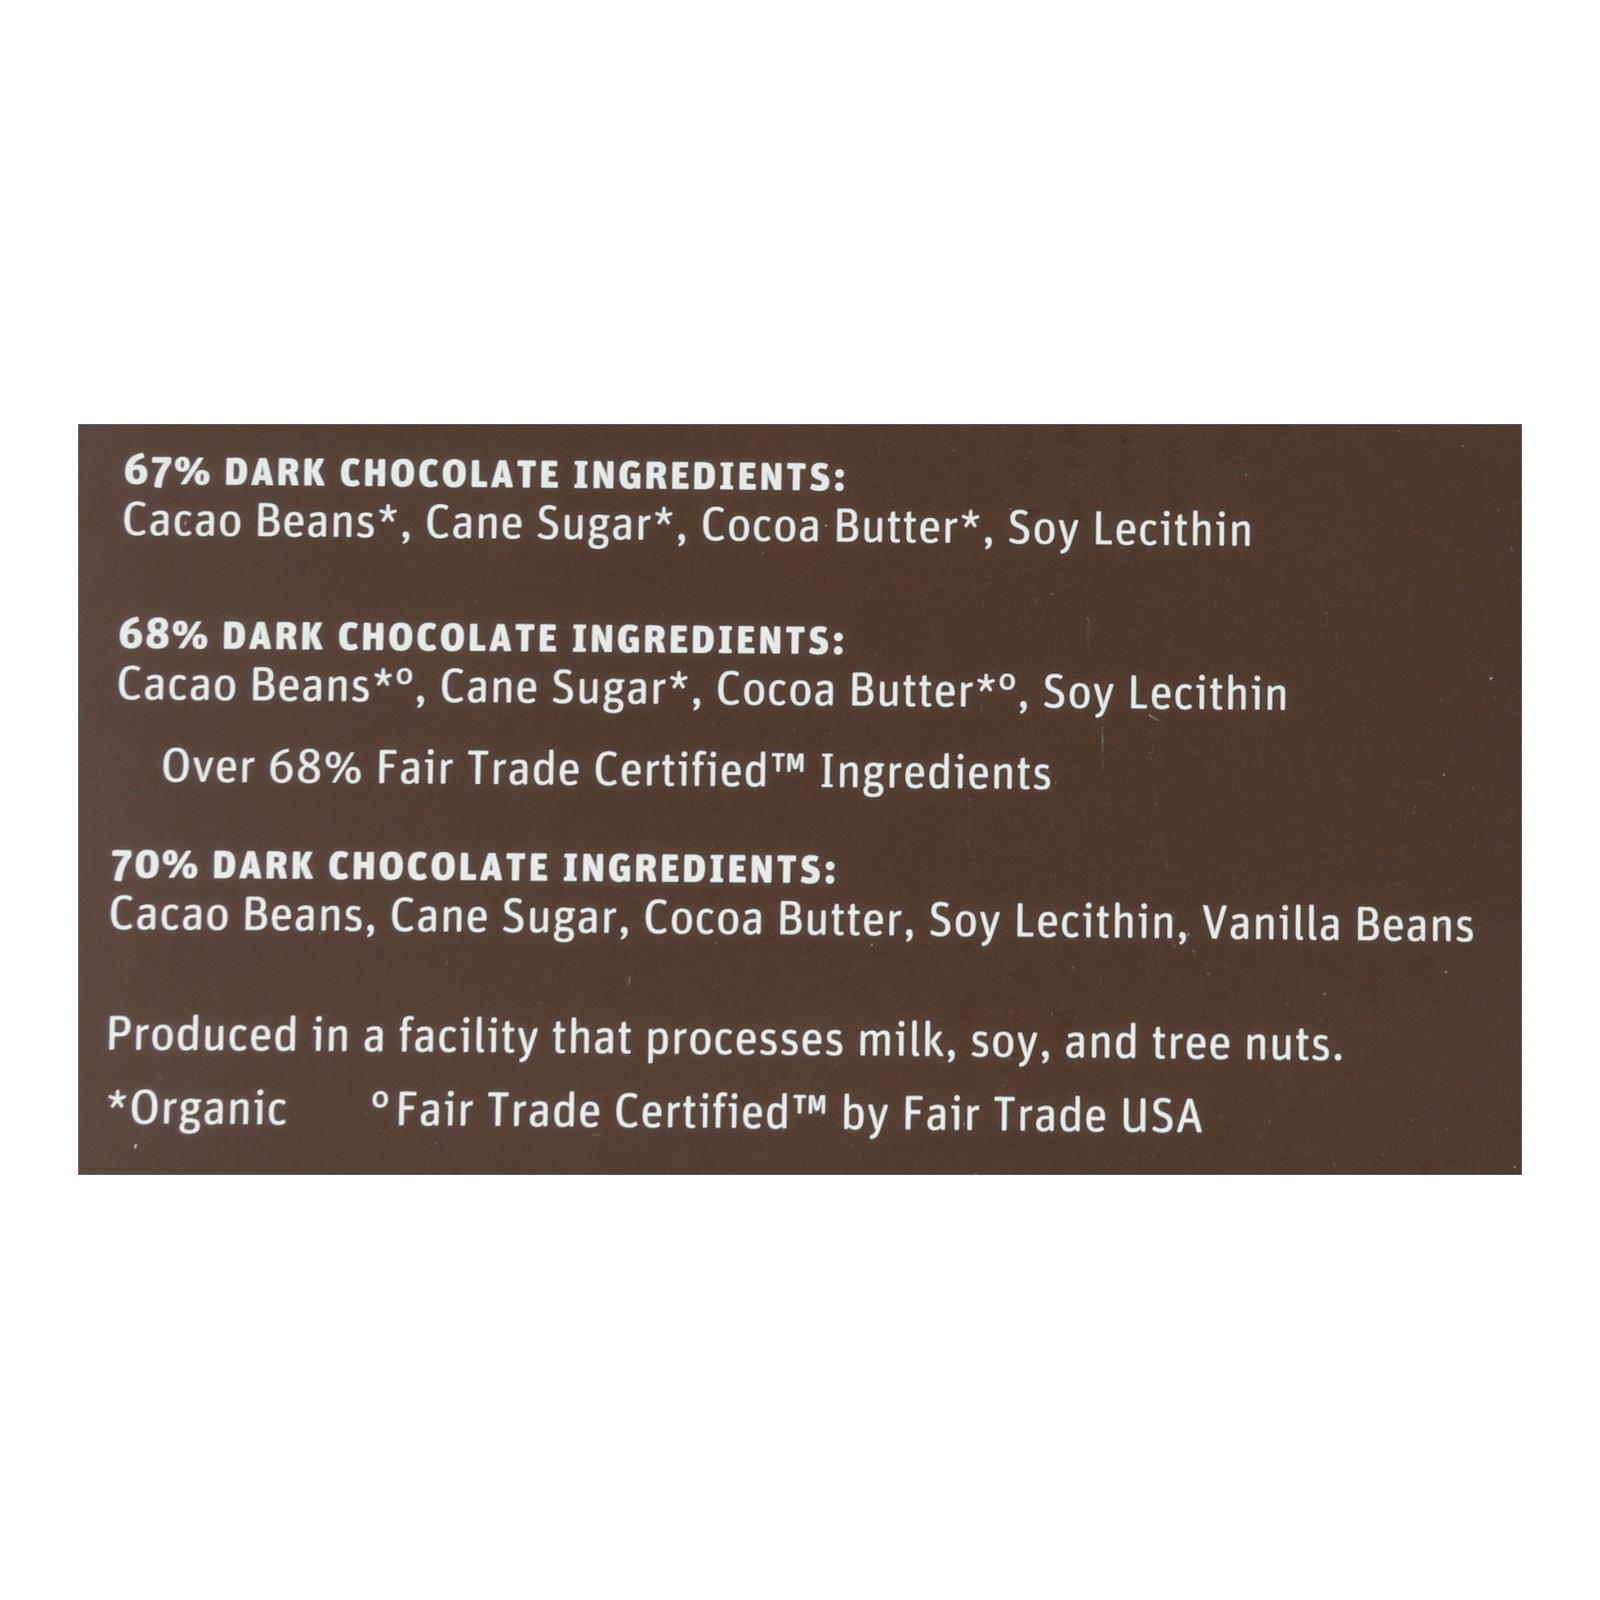 67% DARK CHOCOLATE INGREDIENTS:
Cacao Beans*, Cane Sugar*, Cocoa Butter*, Soy Lecithin
68% DARK CHOCOLATE INGREDIENTS:
Cacao Beans*º, Cane Sugar*, Cocoa Butter*º, Soy Lecithin
Over 68% Fair Trade Certified™ Ingredients
70% DARK CHOCOLATE INGREDIENTS:
Cacao Beans, Cane Sugar, Cocoa Butter, Soy Lecithin, Vanilla Beans
Produced in a facility that processes milk, soy, and tree nuts.
*Organic ºFair Trade Certified™ by Fair Trade USA